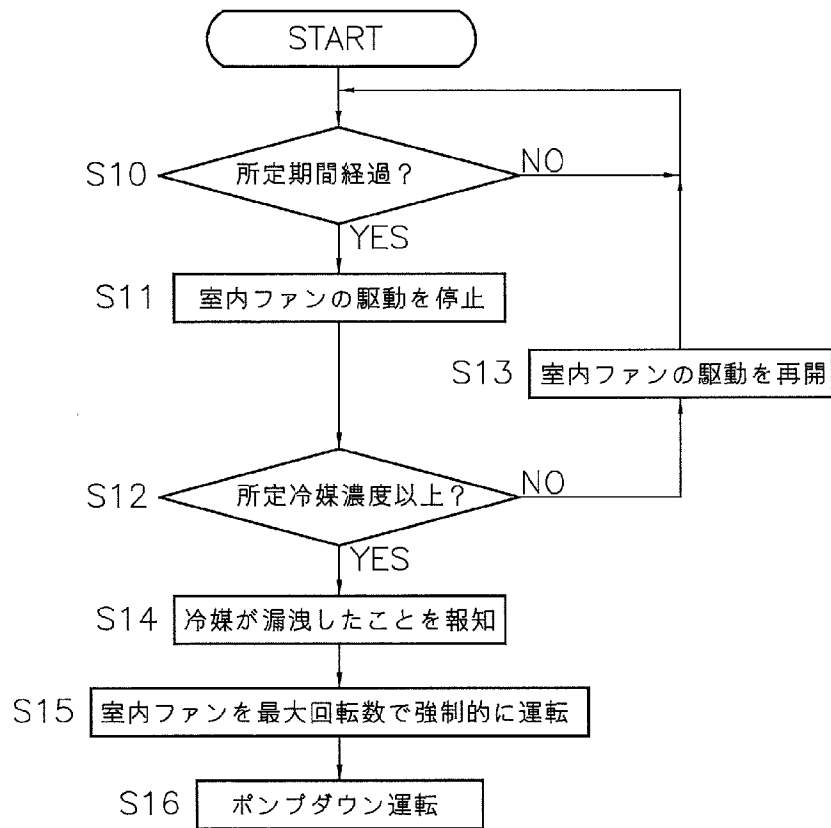 START
S10
所定期間経過？
NO
YES
S11
室内ファンの駆動を停止
S13
室内ファンの駆動を再開
S12
所定冷媒濃度以上？
NO
YES
S14
冷媒が漏洩したことを報知
S15
室内ファンを最大回転数で強制的に運転
S16
ポンプダウン運転